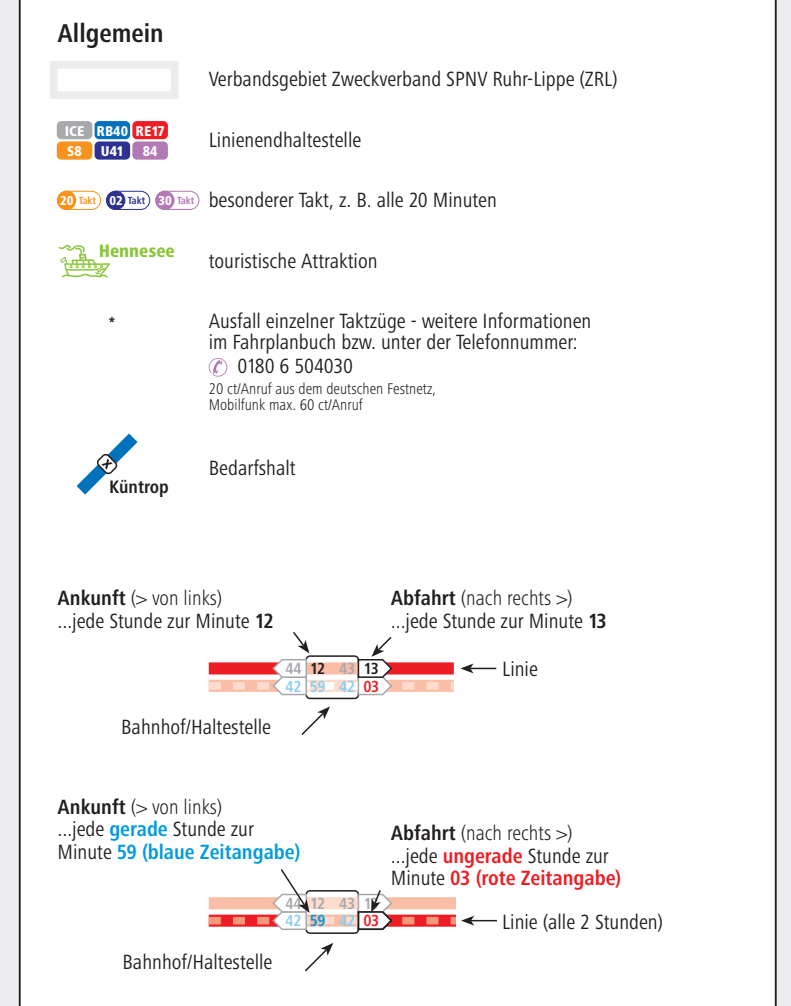 Allgemein
Verbandsgebiet Zweckverband SPNV Ruhr-Lippe (ZRL)
ICE RB40 RE17
S8 U41 84
Linienendhaltestelle
20 Takt 02 Takt 30 Takt
besonderer Takt, z. B. alle 20 Minuten
Hennesee
touristische Attraktion
*
Ausfall einzelner Taktzüge - weitere Informationen
im Fahrplanbuch bzw. unter der Telefonnummer:
0180 6 504030
20 ct/Anruf aus dem deutschen Festnetz,
Mobilfunk max. 60 ct/Anruf
X
Küntrop
Bedarfshalt
Ankunft (> von links)
...jede Stunde zur Minute 12
Abfahrt (nach rechts >)
...jede Stunde zur Minute 13
44 12 43 13
Linie
42 59 42 03
Bahnhof/Haltestelle
Ankunft (> von links)
...jede gerade Stunde zur
Minute 59 (blaue Zeitangabe)
Abfahrt (nach rechts >)
...jede ungerade Stunde zur
Minute 03 (rote Zeitangabe)
44 12 43
42 59 42 03
Linie (alle 2 Stunden)
Bahnhof/Haltestelle